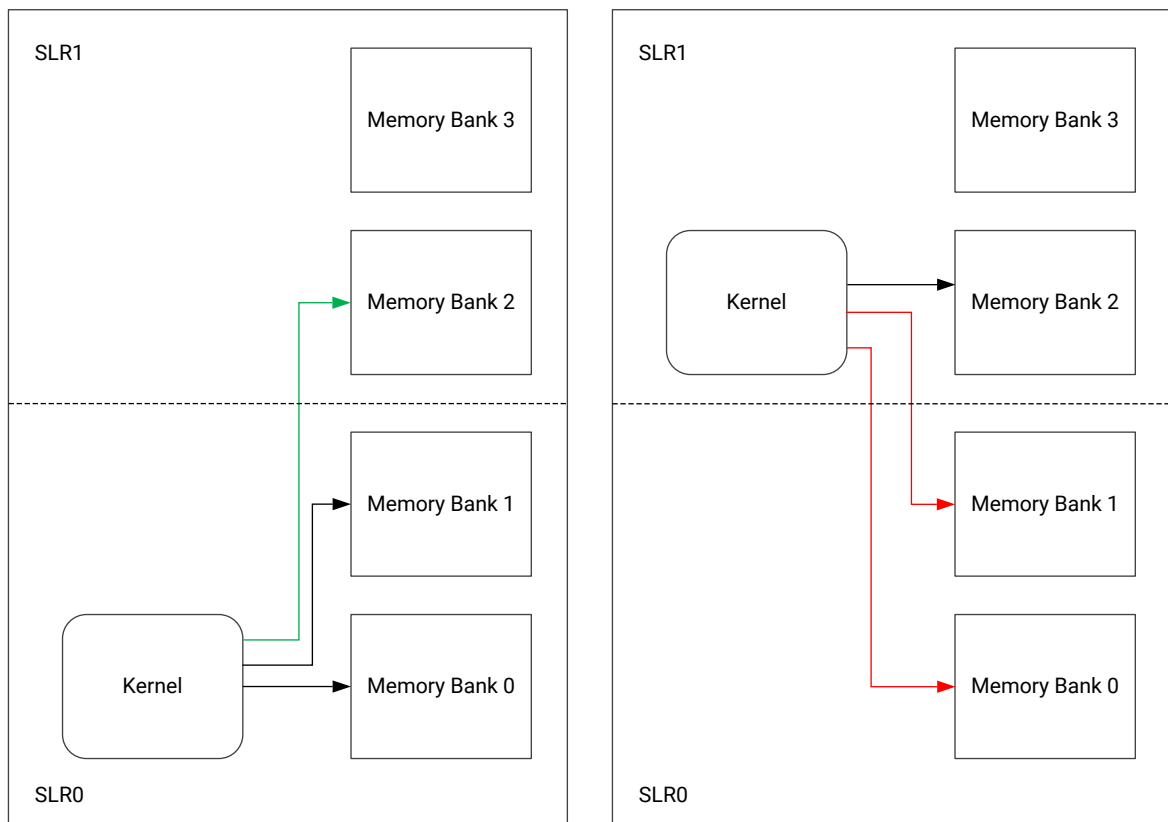 SLR1
Memory Bank 3
Memory Bank 2
Memory Bank 1
Kernel
Memory Bank 0
SLR0
SLR1
Memory Bank 3
Kernel
Memory Bank 2
Memory Bank 1
Memory Bank 0
SLR0